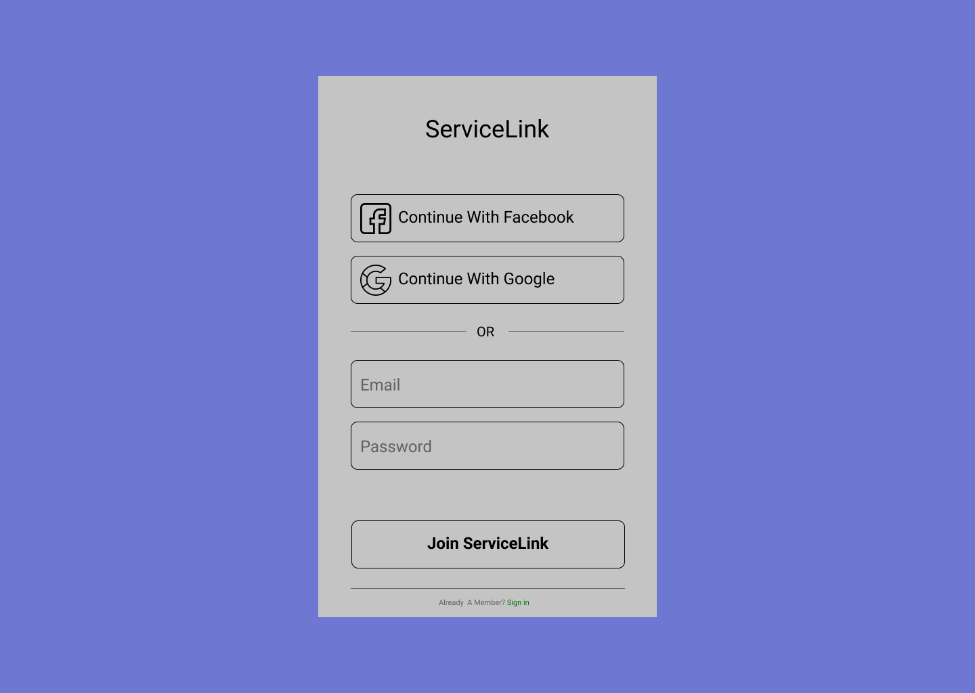 ServiceLink
Continue With Facebook
Continue With Google
OR
Email
Password
Join ServiceLink
Already A Member? Sign in